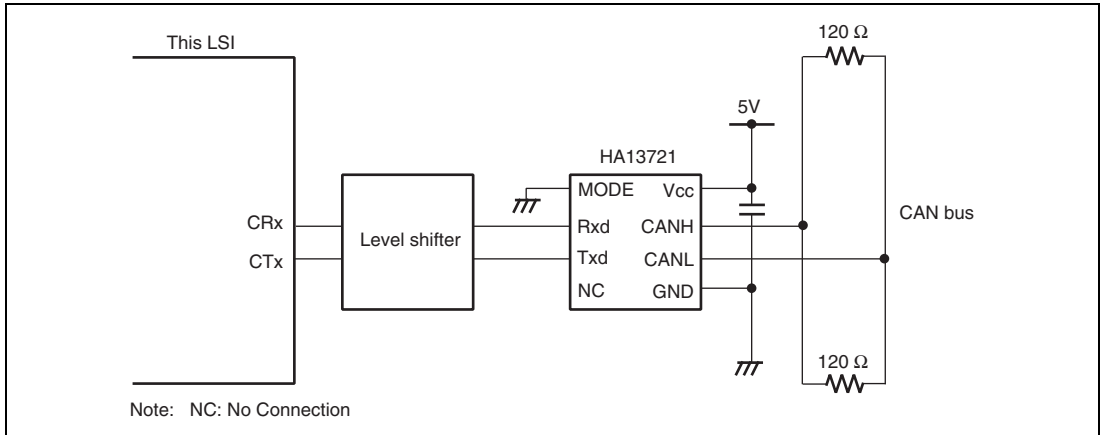 120 Ω
This LSI
5V
HA13721
MODE Vcc
CRx
Level shifter
Rxd CANH
CAN bus
CTx
Txd CANL
NC GND
120 Ω
Note: NC: No Connection